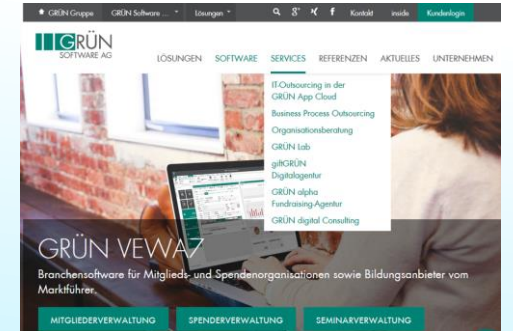 GRÜN Gruppe GRÜN Software ... Lösungen Kontakt inside Kundenlogin
GRÜN
SOFTWARE AG
LÖSUNGEN SOFTWARE SERVICES REFERENZEN AKTUELLES UNTERNEHMEN
IT-Outsourcing in der
GRÜN App Cloud
Business Process Outsourcing
Organisationsberatung
GRÜN Lab
giftGRÜN
Digitalagentur
GRÜN alpha
Fundraising-Agentur
GRÜN digital Consulting
GRÜN VEWA7
Branchensoftware für Mitglieds- und Spendenorganisationen sowie Bildungsanbieter vom
Marktführer.
MITGLIEDERVERWALTUNG SPENDERVERWALTUNG SEMINARVERWALTUNG